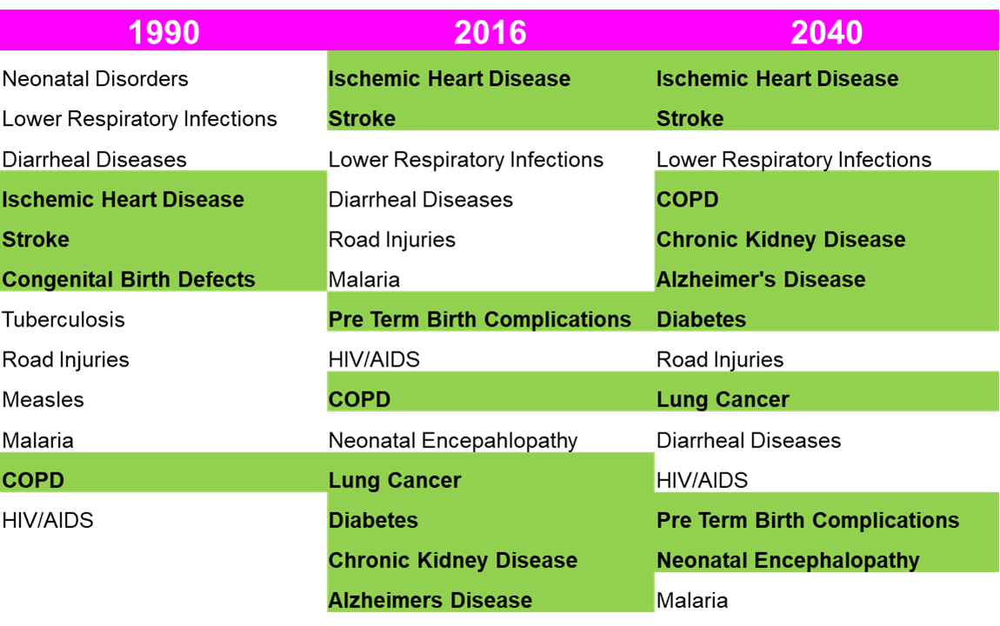 1990 2016 2040
Neonatal Disorders Ischemic Heart Disease Ischemic Heart Disease
Lower Respiratory Infections Stroke Stroke
Diarrheal Diseases Lower Respiratory Infections Lower Respiratory Infections
Ischemic Heart Disease Diarrheal Diseases COPD
Stroke Road Injuries Chronic Kidney Disease
Congenital Birth Defects Malaria Alzheimer's Disease
Tuberculosis Pre Term Birth Complications Diabetes
Road Injuries HIV/AIDS Road Injuries
Measles COPD Lung Cancer
Malaria Neonatal Encepahlopathy Diarrheal Diseases
COPD Lung Cancer HIV/AIDS
HIV/AIDS Diabetes Pre Term Birth Complications
Chronic Kidney Disease Neonatal Encephalopathy
Alzheimers Disease Malaria